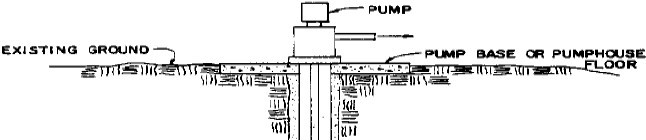 PUMP
EXISTING GROUND
PUMP BASE OR PUMPHOUSE
FLOOR